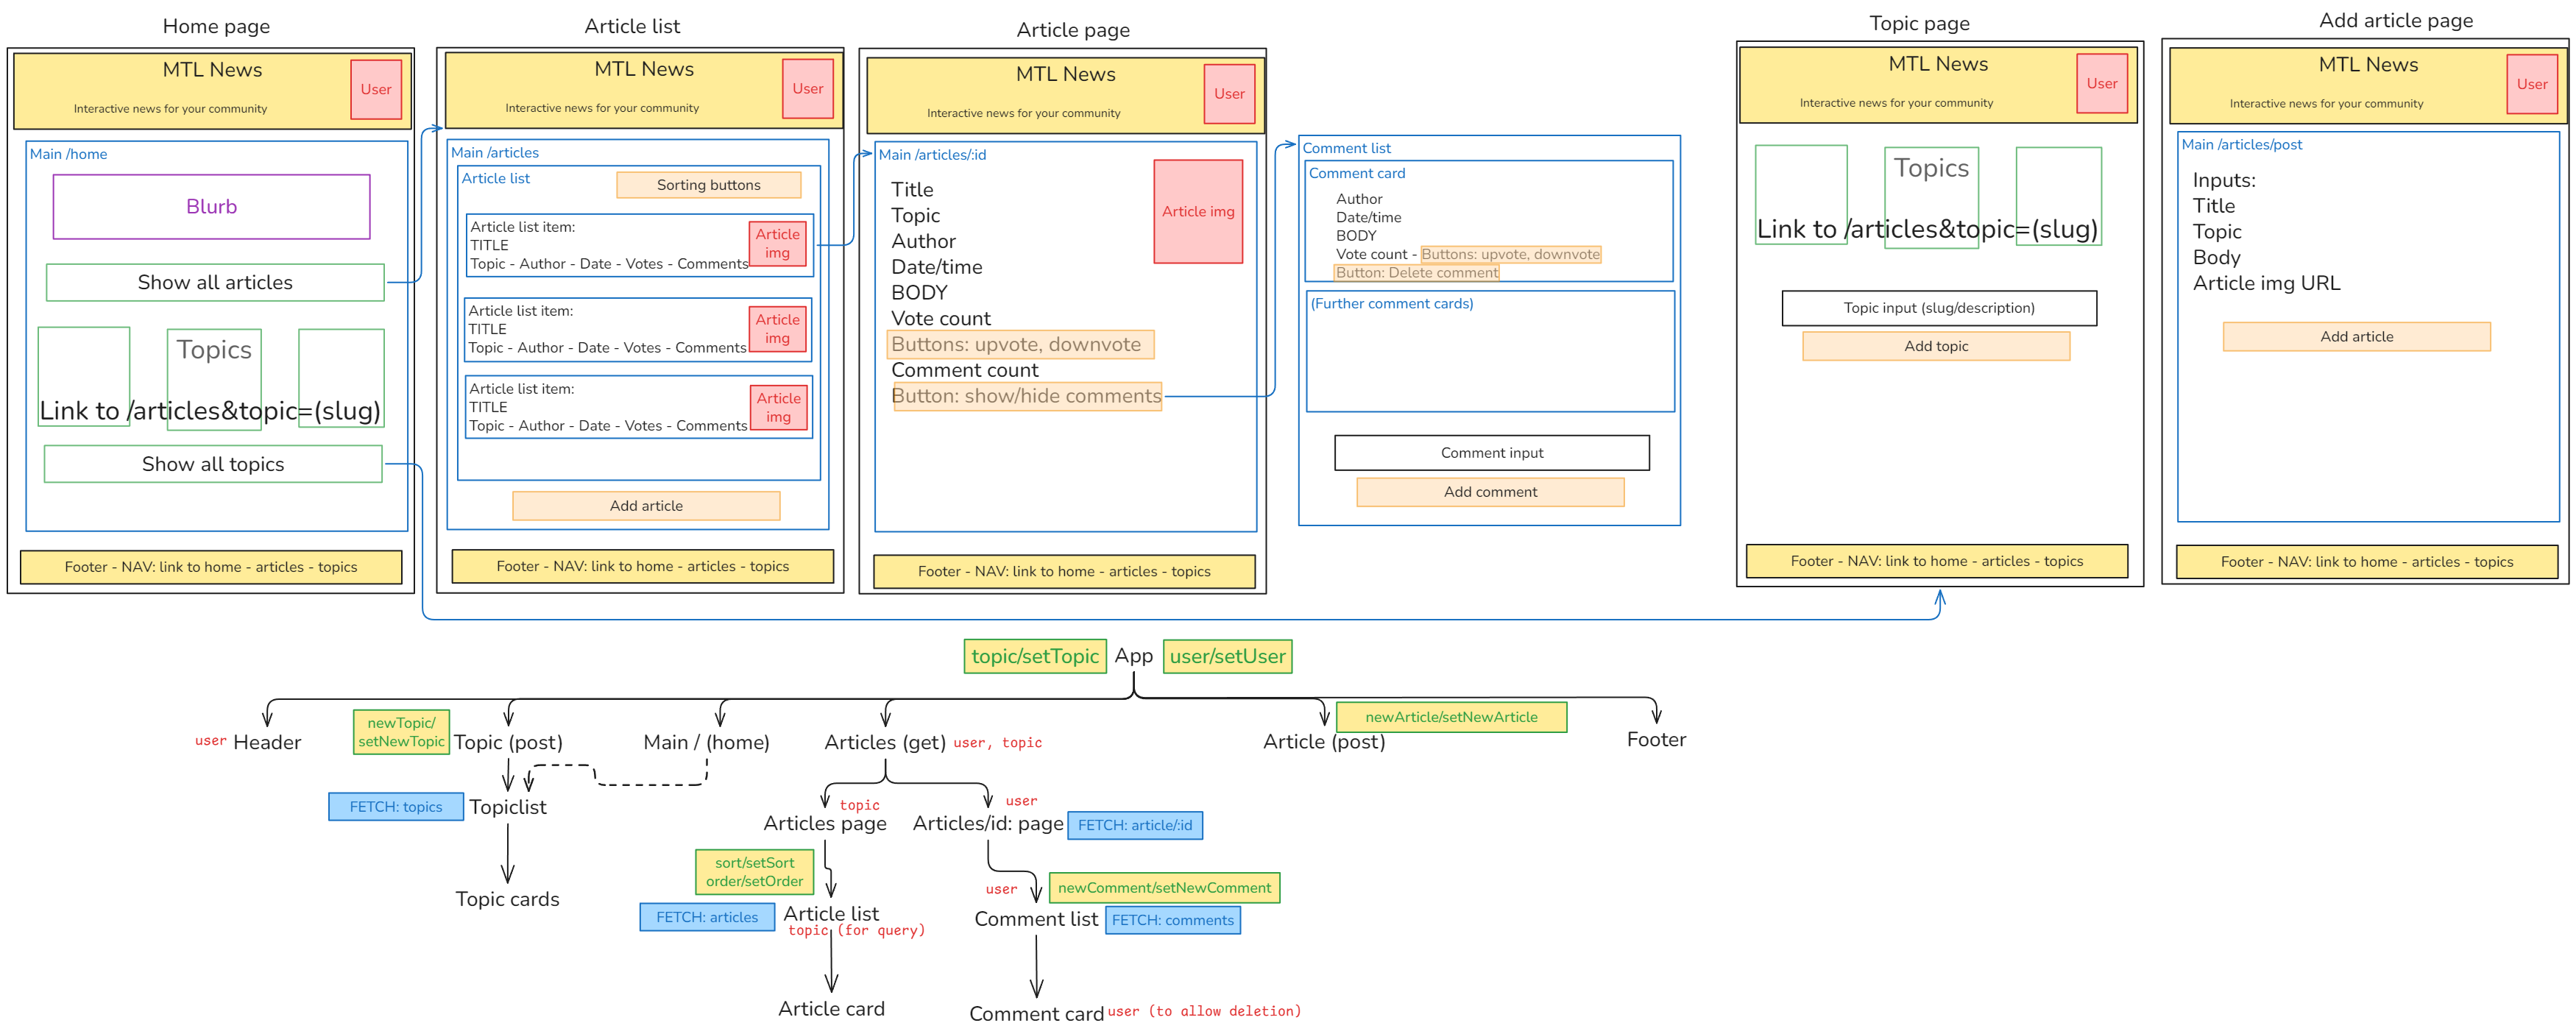 Home page
MTL News
User
Interactive news for your community
Main /home
Blurb
Show all articles
Topics
Link to /articles&topic=(slug)
Show all topics
Footer - NAV: link to home - articles - topics
Article list
MTL News
User
Interactive news for your community
Main /articles
Article list
Sorting buttons
Article list item:
TITLE
Topic - Author - Date - Votes - Comments
Article
img
Article list item:
TITLE
Topic - Author - Date - Votes - Comments
Article
img
Article list item:
TITLE
Topic - Author - Date - Votes - Comments
Article
img
Add article
Footer - NAV: link to home - articles - topics
Article page
MTL News
User
Interactive news for your community
Main /articles/:id
Title
Topic
Author
Date/time
BODY
Vote count
Buttons: upvote, downvote
Comment count
Button: show/hide comments
Article img
Footer - NAV: link to home - articles - topics
Comment list
Comment card
Author
Date/time
BODY
Vote count - Buttons: upvote, downvote
Button: Delete comment
(Further comment cards)
Comment input
Add comment
Topic page
MTL News
User
Interactive news for your community
Topics
Link to /articles&topic=(slug)
Topic input (slug/description)
Add topic
Footer - NAV: link to home - articles - topics
Add article page
MTL News
User
Interactive news for your community
Main /articles/post
Inputs:
Title
Topic
Body
Article img URL
Add article
Footer - NAV: link to home - articles - topics
topic/setTopic
App
user/setUser
user
Header
newTopic/
setNewTopic
Topic (post)
Main / (home)
Articles (get)
user, topic
newArticle/setNewArticle
Article (post)
Footer
FETCH: topics
Topiclist
topic
Articles page
user
Articles/id: page
FETCH: article/:id
sort/setSort
order/setOrder
Topic cards
FETCH: articles
Article list
topic (for query)
user
newComment/setNewComment
Comment list
FETCH: comments
Article card
Comment card
user (to allow deletion)